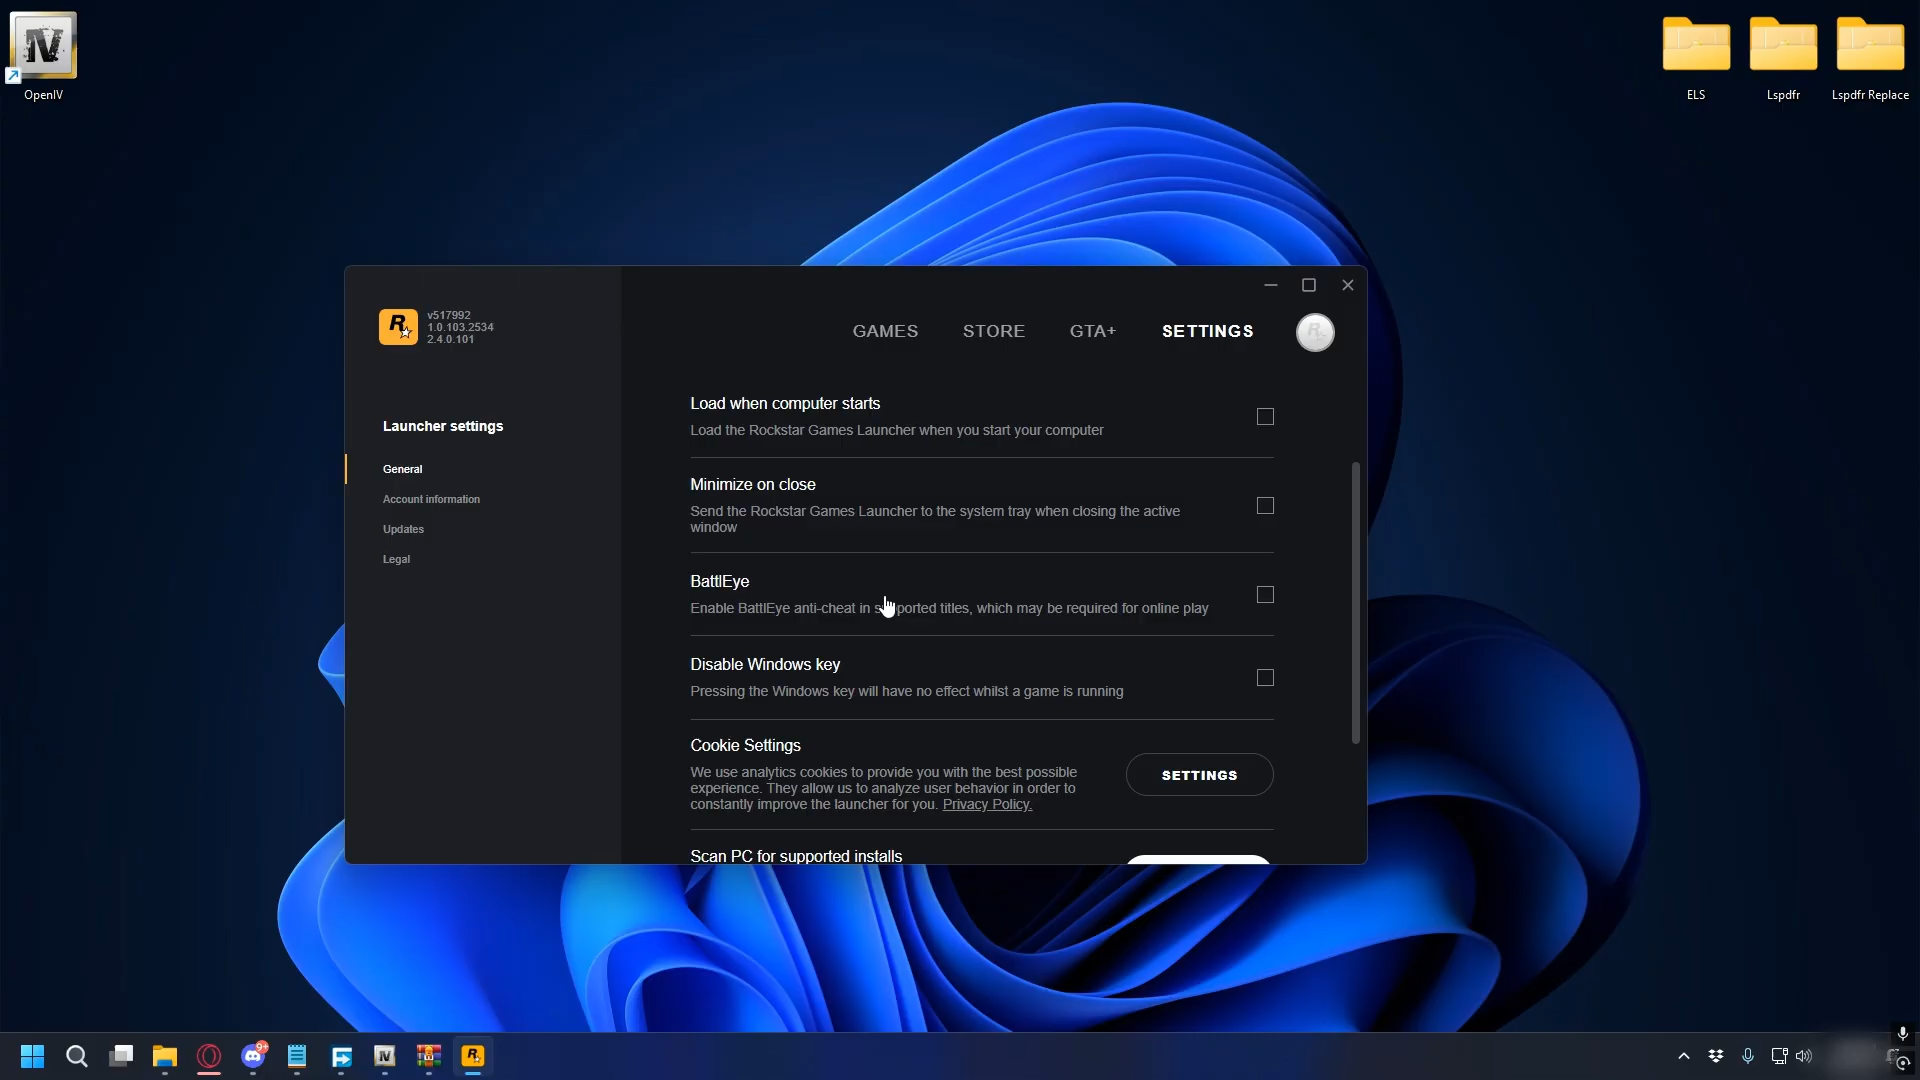 OpenIV
ELS
Lspdfr
Lspdfr Replace
v517992
1.0.103.2534
2.4.0.101
GAMES
STORE
GTA+
SETTINGS
Launcher settings
General
Account information
Updates
Legal
Load when computer starts
Load the Rockstar Games Launcher when you start your computer
Minimize on close
Send the Rockstar Games Launcher to the system tray when closing the active
window
BattlEye
Enable BattlEye anti-cheat in supported titles, which may be required for online play
Disable Windows key
Pressing the Windows key will have no effect whilst a game is running
Cookie Settings
We use analytics cookies to provide you with the best possible
experience. They allow us to analyze user behavior in order to
constantly improve the launcher for you. Privacy Policy.
SETTINGS
Scan PC for supported installs
9+